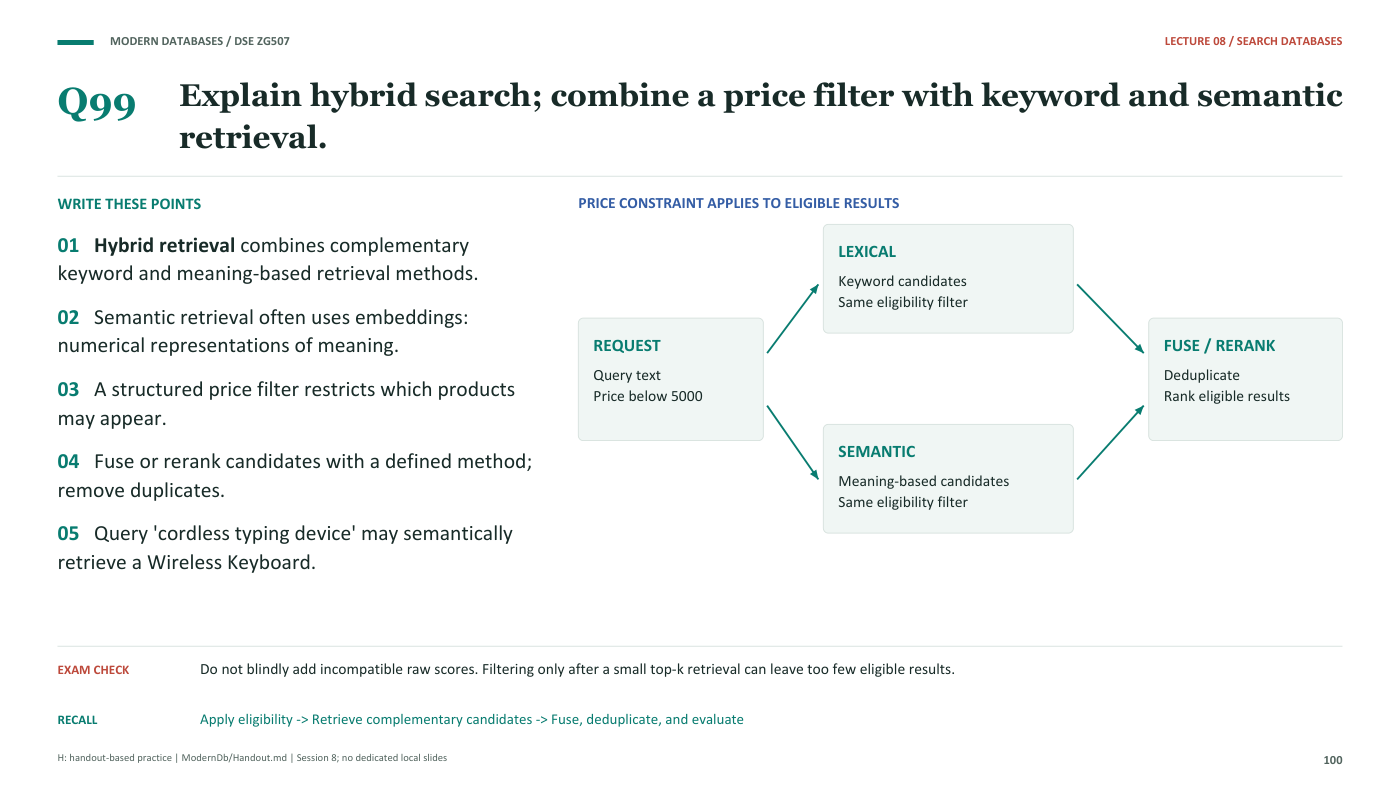 MODERN DATABASES / DSE ZG507
LECTURE 08 / SEARCH DATABASES
Q99
Explain hybrid search; combine a price filter with keyword and semantic
retrieval.
WRITE THESE POINTS
01 Hybrid retrieval combines complementary
keyword and meaning-based retrieval methods.
02 Semantic retrieval often uses embeddings:
numerical representations of meaning.
03 A structured price filter restricts which products
may appear.
04 Fuse or rerank candidates with a defined method;
remove duplicates.
05 Query 'cordless typing device' may semantically
retrieve a Wireless Keyboard.
PRICE CONSTRAINT APPLIES TO ELIGIBLE RESULTS
REQUEST
Query text
Price below 5000
LEXICAL
Keyword candidates
Same eligibility filter
SEMANTIC
Meaning-based candidates
Same eligibility filter
FUSE / RERANK
Deduplicate
Rank eligible results
EXAM CHECK
Do not blindly add incompatible raw scores. Filtering only after a small top-k retrieval can leave too few eligible results.
RECALL
Apply eligibility -> Retrieve complementary candidates -> Fuse, deduplicate, and evaluate
H: handout-based practice | ModernDb/Handout.md | Session 8; no dedicated local slides
100